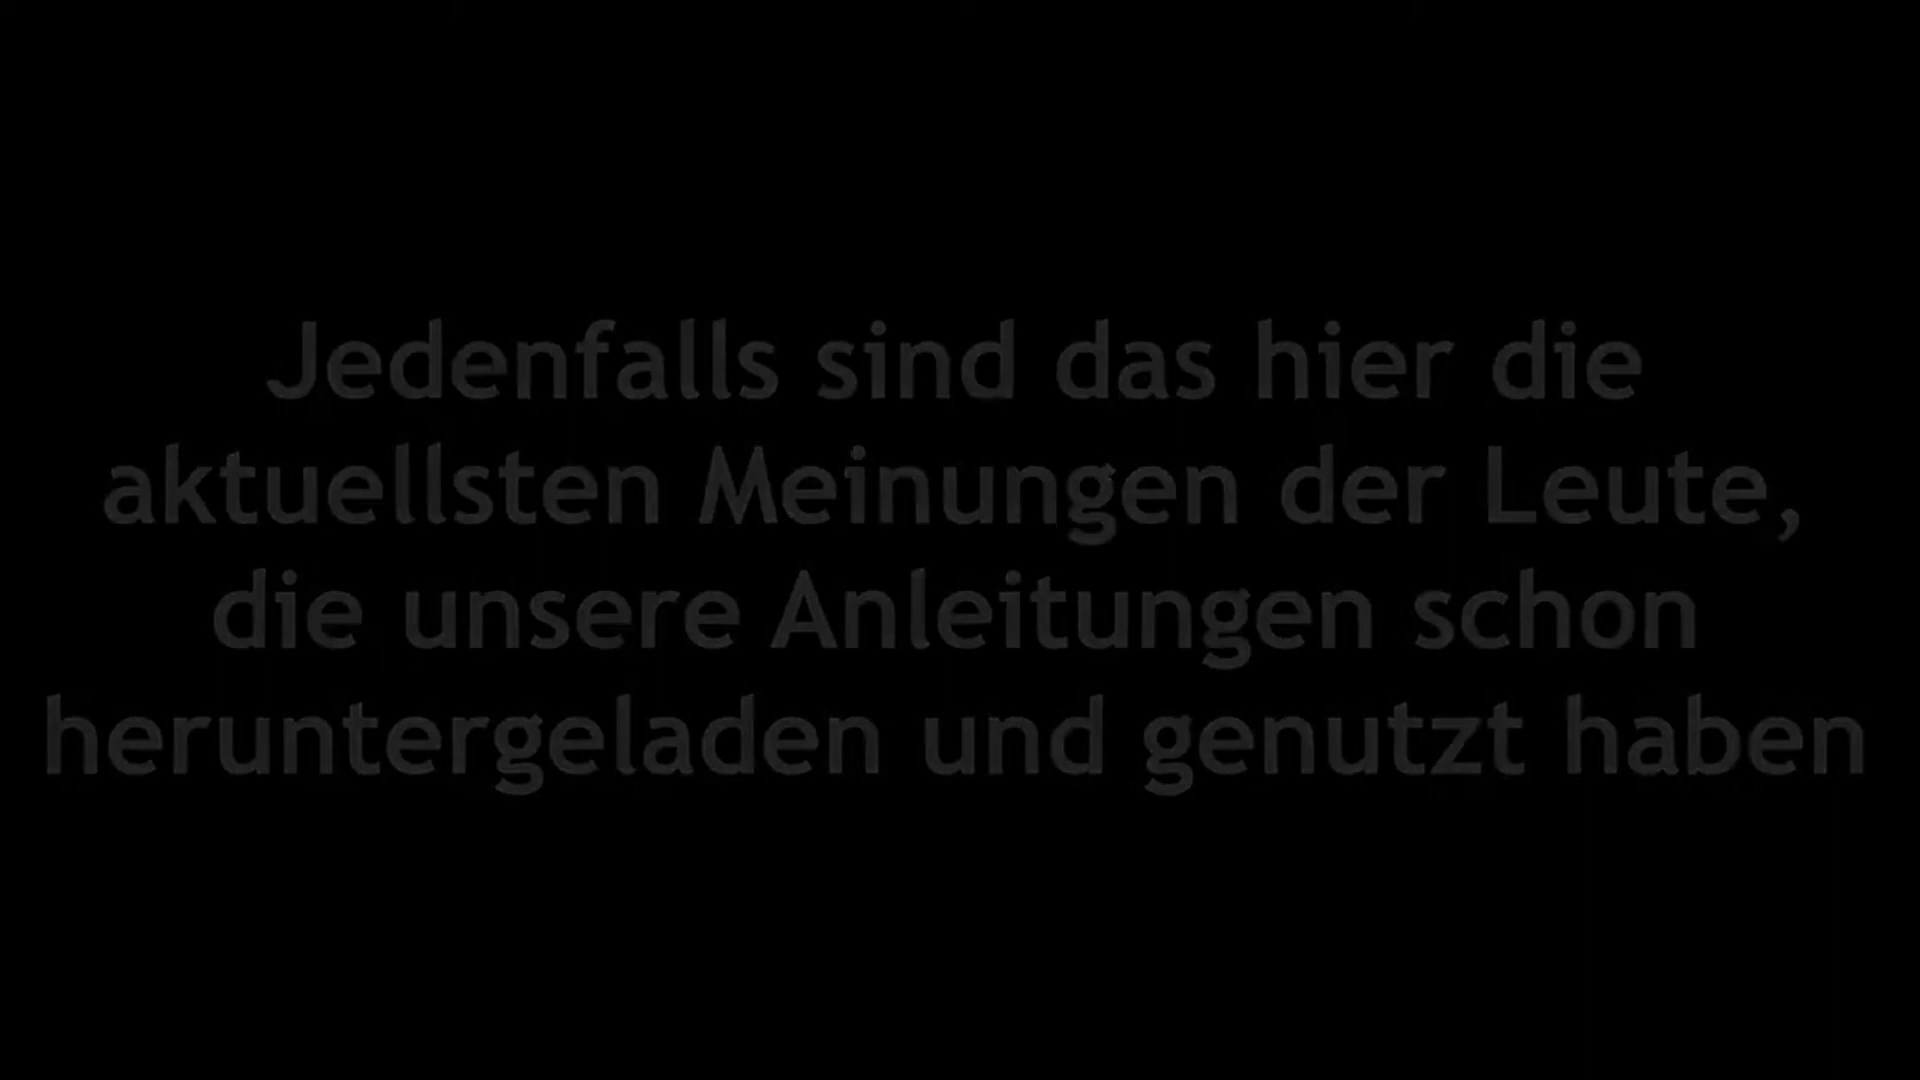 Jedenfalls sind das hier die
aktuellsten Meinungen der Leute,
die unsere Anleitungen schon
heruntergeladen und genutzt haben